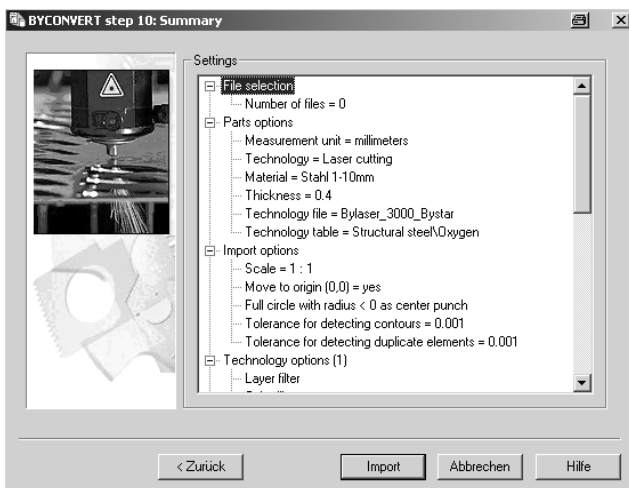 BYCONVERT step 10: Summary
Settings
File selection
Number of files = 0
Parts options
Measurement unit = millimeters
Technology = Laser cutting
Material = Stahl 1-10mm
Thickness = 0.4
Technology file = Bylaser_3000_Bystar
Technology table = Structural steel\Oxygen
Import options
Scale = 1 : 1
Move to origin (0,0) = yes
Full circle with radius < 0 as center punch
Tolerance for detecting contours = 0.001
Tolerance for detecting duplicate elements = 0.001
Technology options (1)
Layer filter
< Zurück
Import
Abbrechen
Hilfe